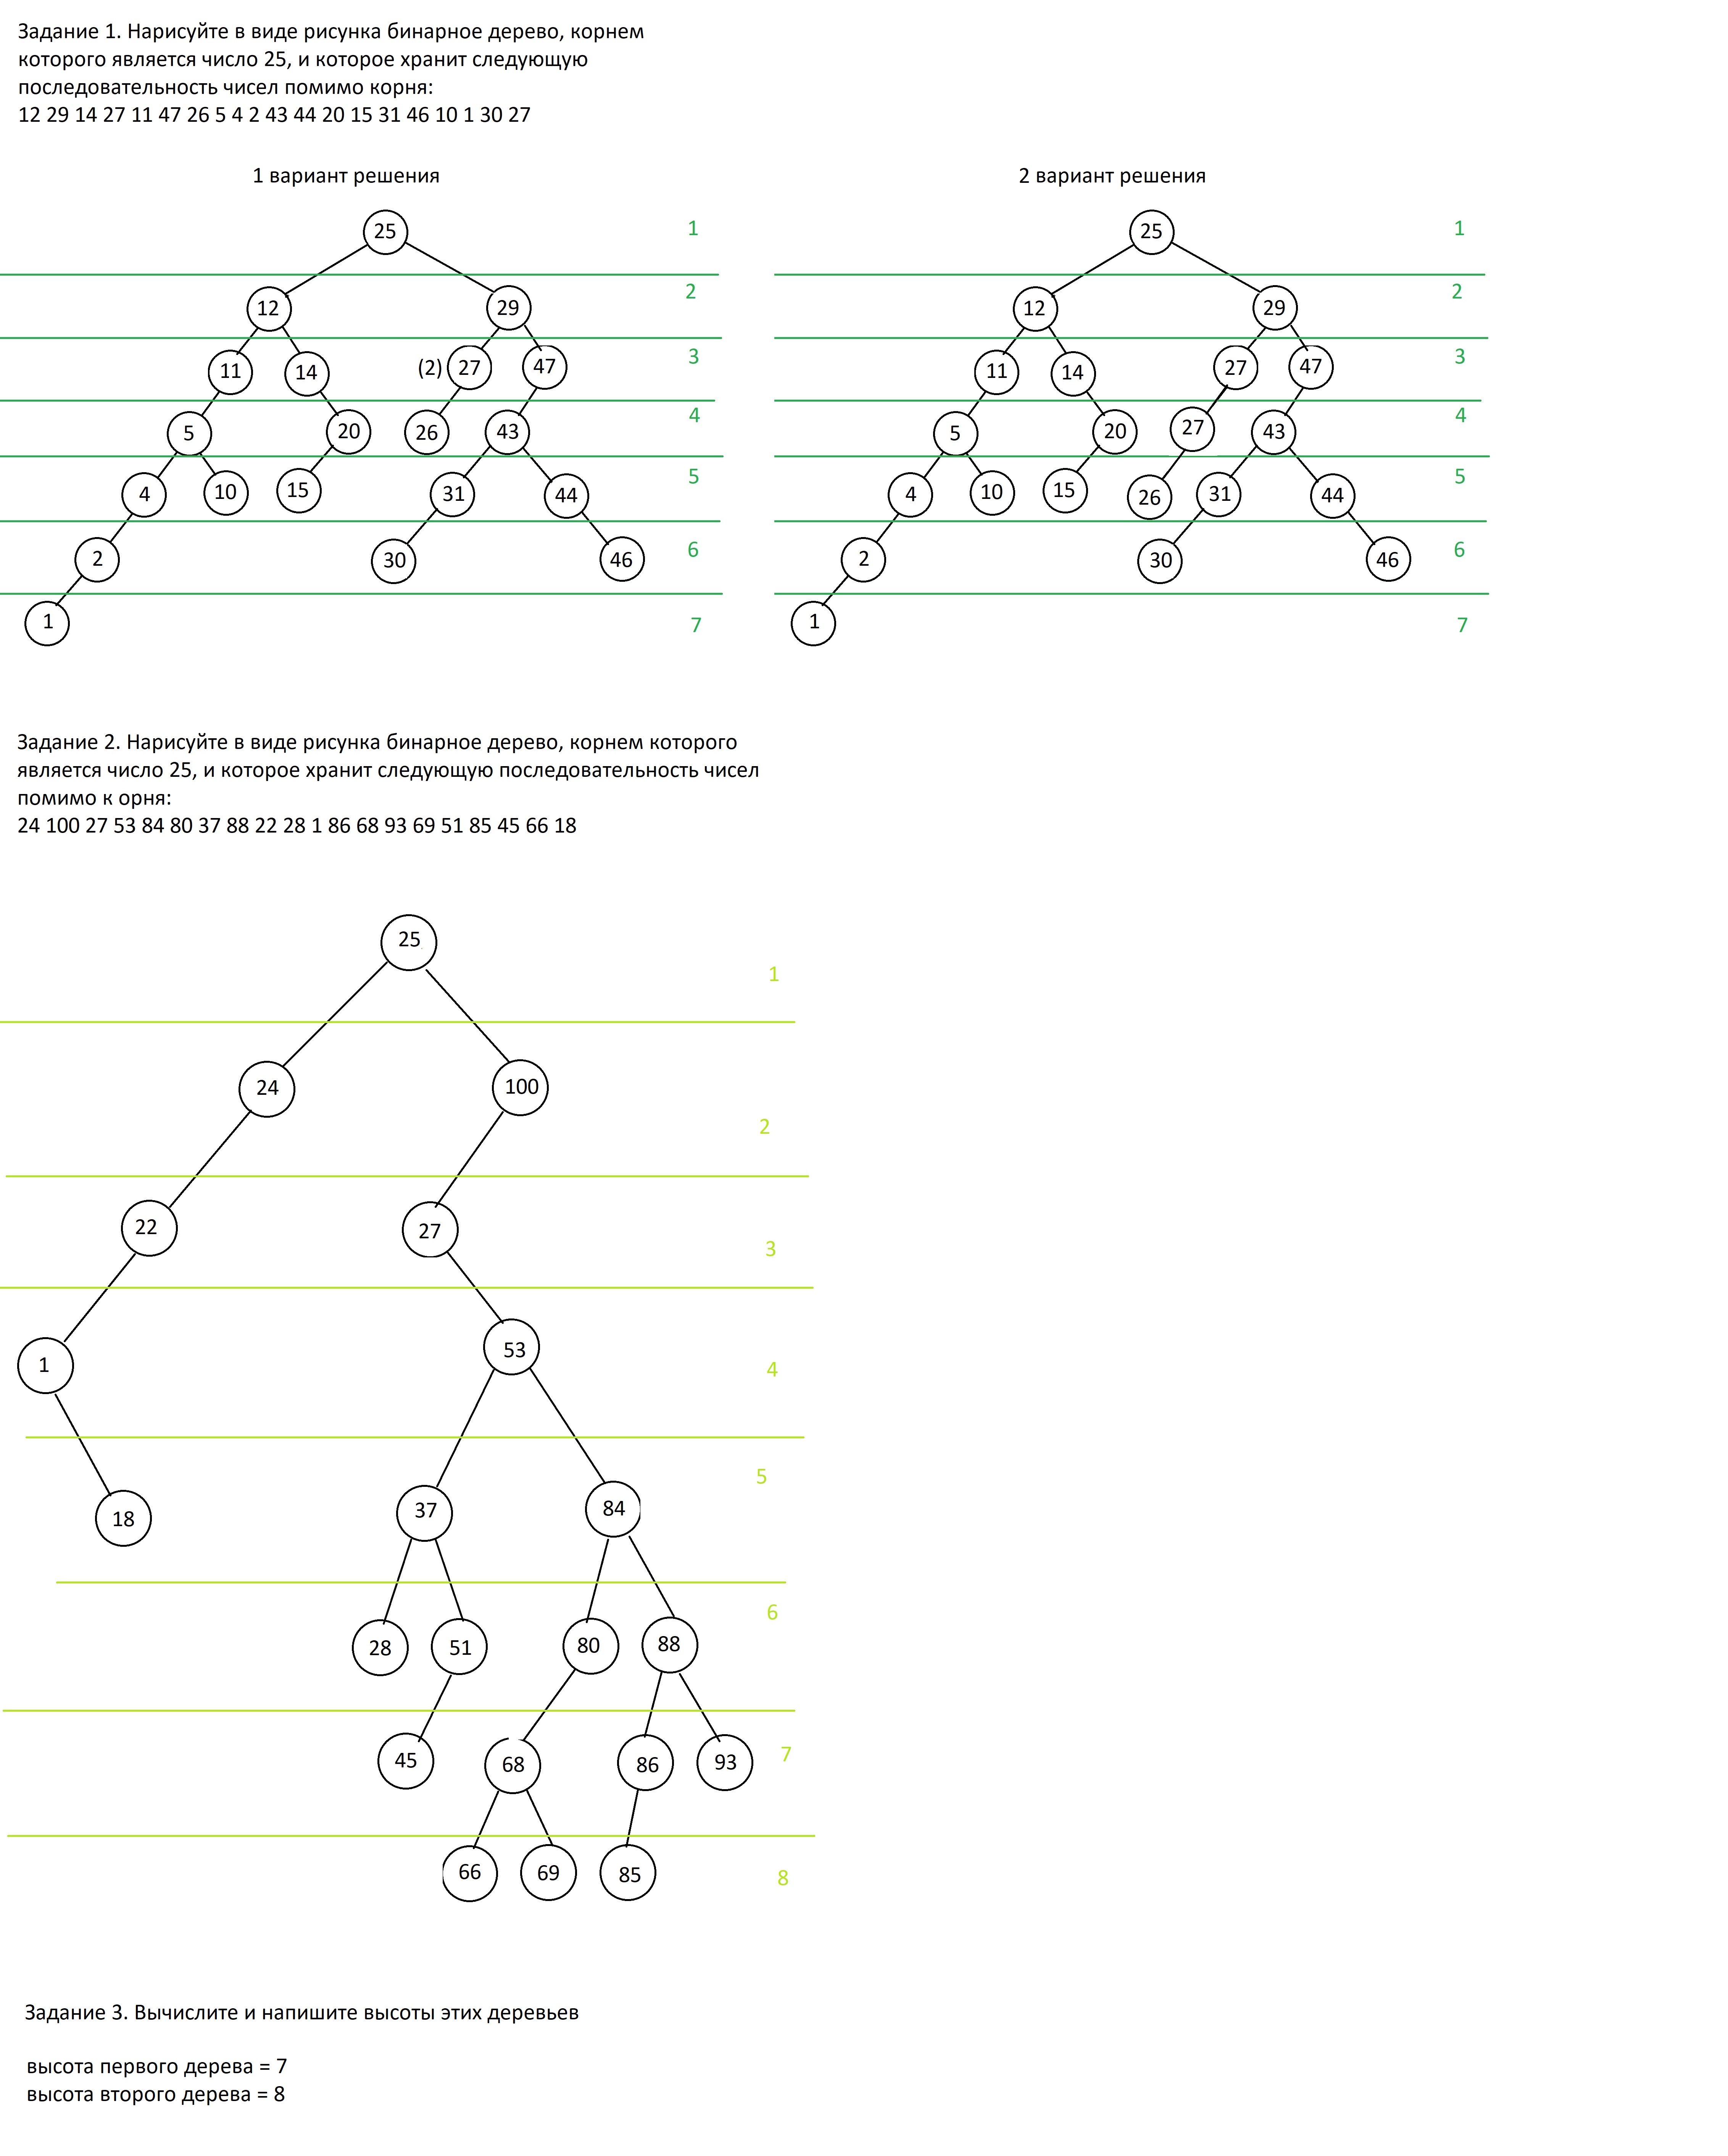 Задание 1. Нарисуйте в виде рисунка бинарное дерево, корнем
которого является число 25, и которое хранит следующую
последовательность чисел помимо корня:
12 29 14 27 11 47 26 5 4 2 43 44 20 15 31 46 10 1 30 27
1 вариант решения
25 1
12 29 2
11 14 (2) 27 47 3
5 20 26 43 4
4 10 15 31 44 5
2 30 46 6
1 7
2 вариант решения
25 1
12 29 2
11 14 27 47 3
5 20 27 43 4
4 10 15 26 31 44 5
2 30 46 6
1 7
Задание 2. Нарисуйте в виде рисунка бинарное дерево, корнем которого
является число 25, и которое хранит следующую последовательность чисел
помимо к орня:
24 100 27 53 84 80 37 88 22 28 1 86 68 93 69 51 85 45 66 18
25
1
24 100
2
22 27
3
1 53 4
5
18 37 84
6
28 51 80 88
45 68 86 93 7
66 69 85 8
Задание 3. Вычислите и напишите высоты этих деревьев
высота первого дерева = 7
высота второго дерева = 8